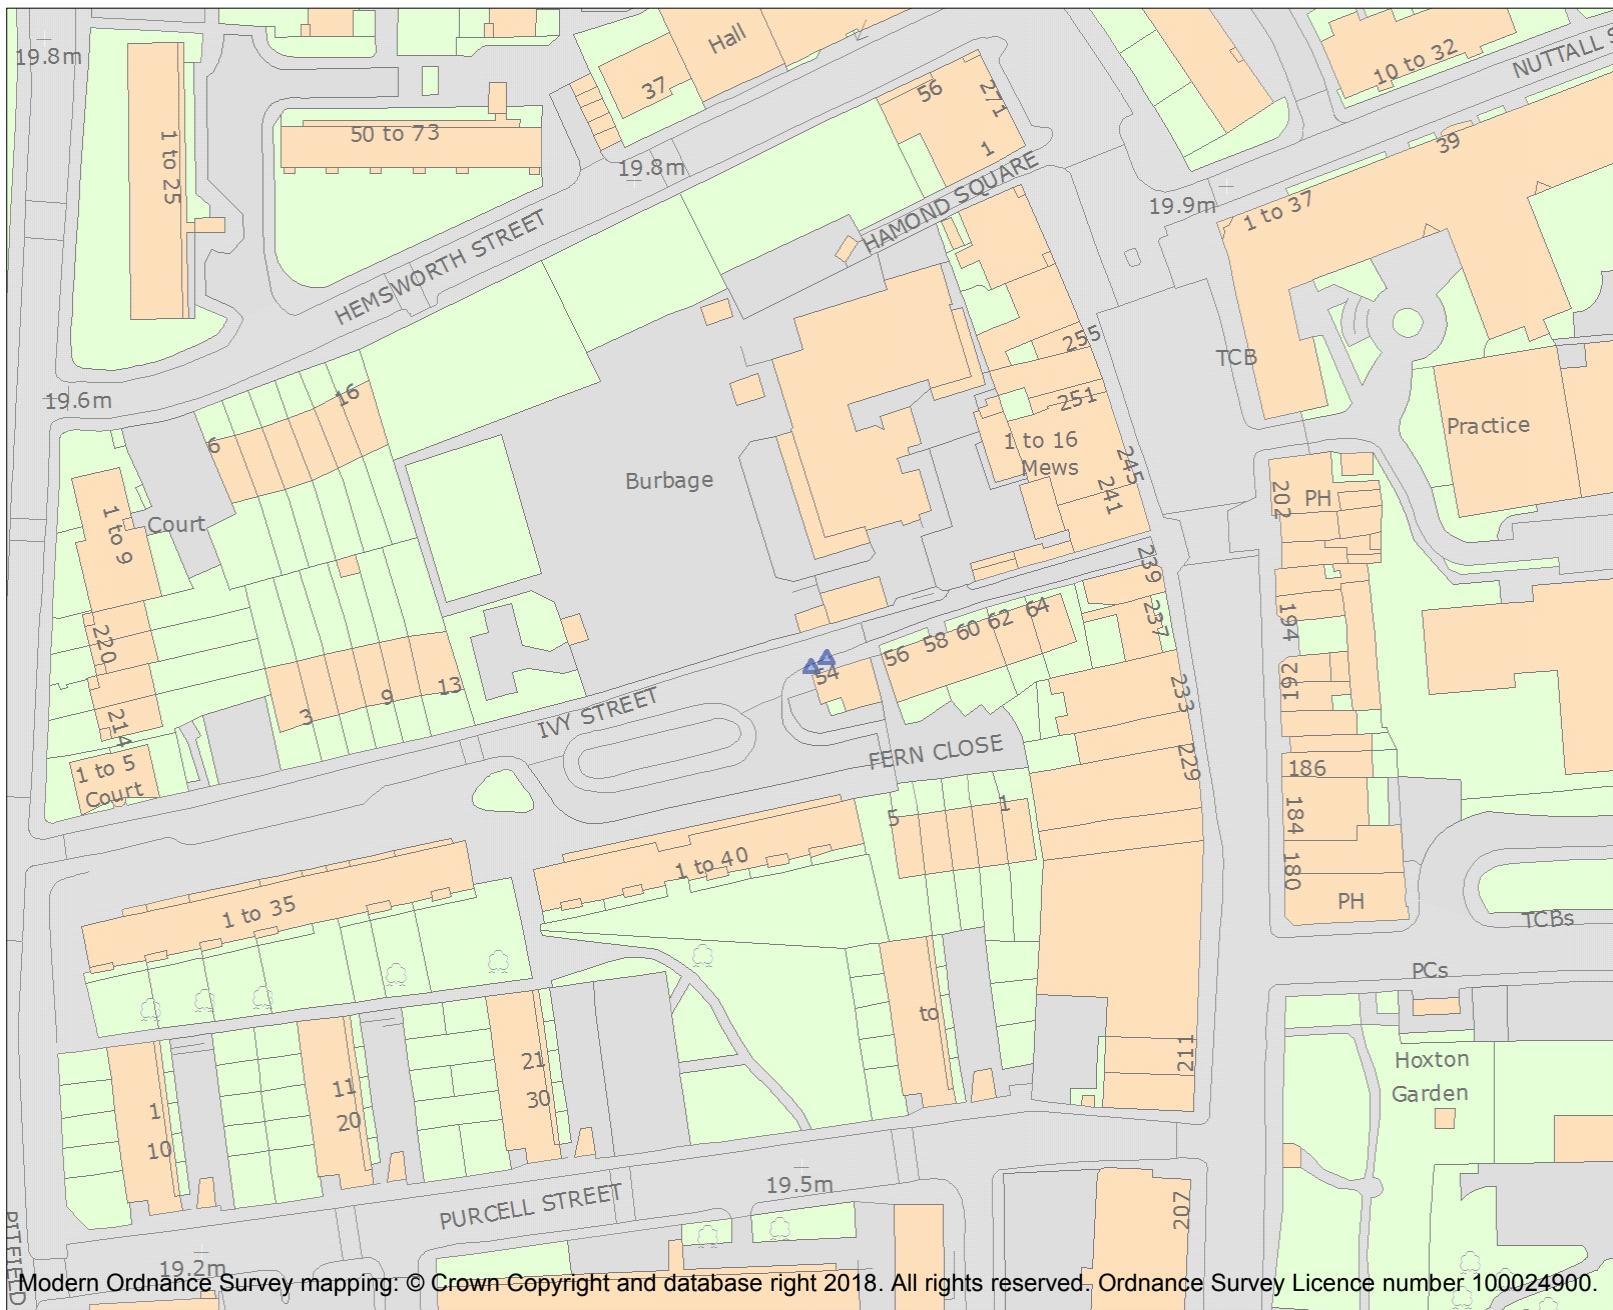 19.8m
Hall
37
56
271
10 to 32
NUTTALL S
1 to 25
50 to 73
19.8m
1
39
HAMOND SQUARE
19.9m
1 to 37
HEMSWORTH STREET
255
TCB
19.6m
16
251
6
1 to 16
Mews
Practice
Burbage
245
241
202
PH
1 to 9
Court
239
237
194
220
56
58
60
62
64
54
261
233
13
9
3
214
IVY STREET
FERN CLOSE
229
1 to 5
Court
186
184
5
1
1 to 40
180
PH
1 to 35
TCBs
PCs
to
211
Hoxton
Garden
21
30
11
20
1
10
19.5m
PURCELL STREET
207
PITFIELD
19.2m
Modern Ordnance Survey mapping: © Crown Copyright and database right 2018. All rights reserved. Ordnance Survey Licence number 100024900.